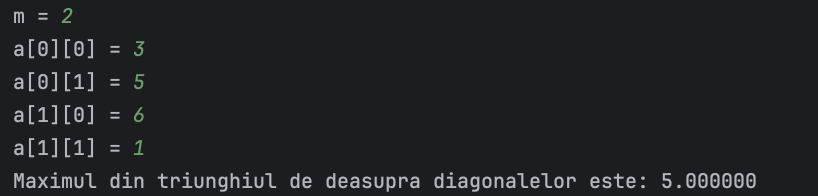 m = 2
a[0][0] = 3
a[0][1] = 5
a[1][0] = 6
a[1][1] = 1
Maximul din triunghiul de deasupra diagonalelor este: 5.000000